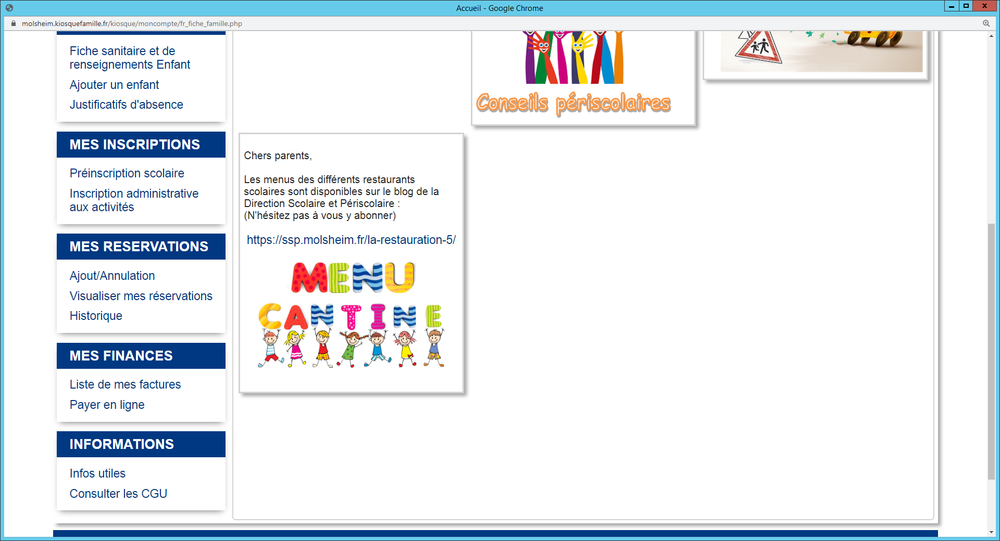 Accueil - Google Chrome
molsheim.kiosquefamille.fr/kiosque/moncompte/fr_fiche_famille.php
Fiche sanitaire et de
renseignements Enfant
Ajouter un enfant
Justificatifs d'absence
MES INSCRIPTIONS
Préinscription scolaire
Inscription administrative
aux activités
MES RESERVATIONS
Ajout/Annulation
Visualiser mes réservations
Historique
MES FINANCES
Liste de mes factures
Payer en ligne
INFORMATIONS
Infos utiles
Consulter les CGU
Conseils périscolaires
Chers parents,
Les menus des différents restaurants
scolaires sont disponibles sur le blog de la
Direction Scolaire et Périscolaire :
(N'hésitez pas à vous y abonner)
https://ssp.molsheim.fr/la-restauration-5/
MENU
CANTINE